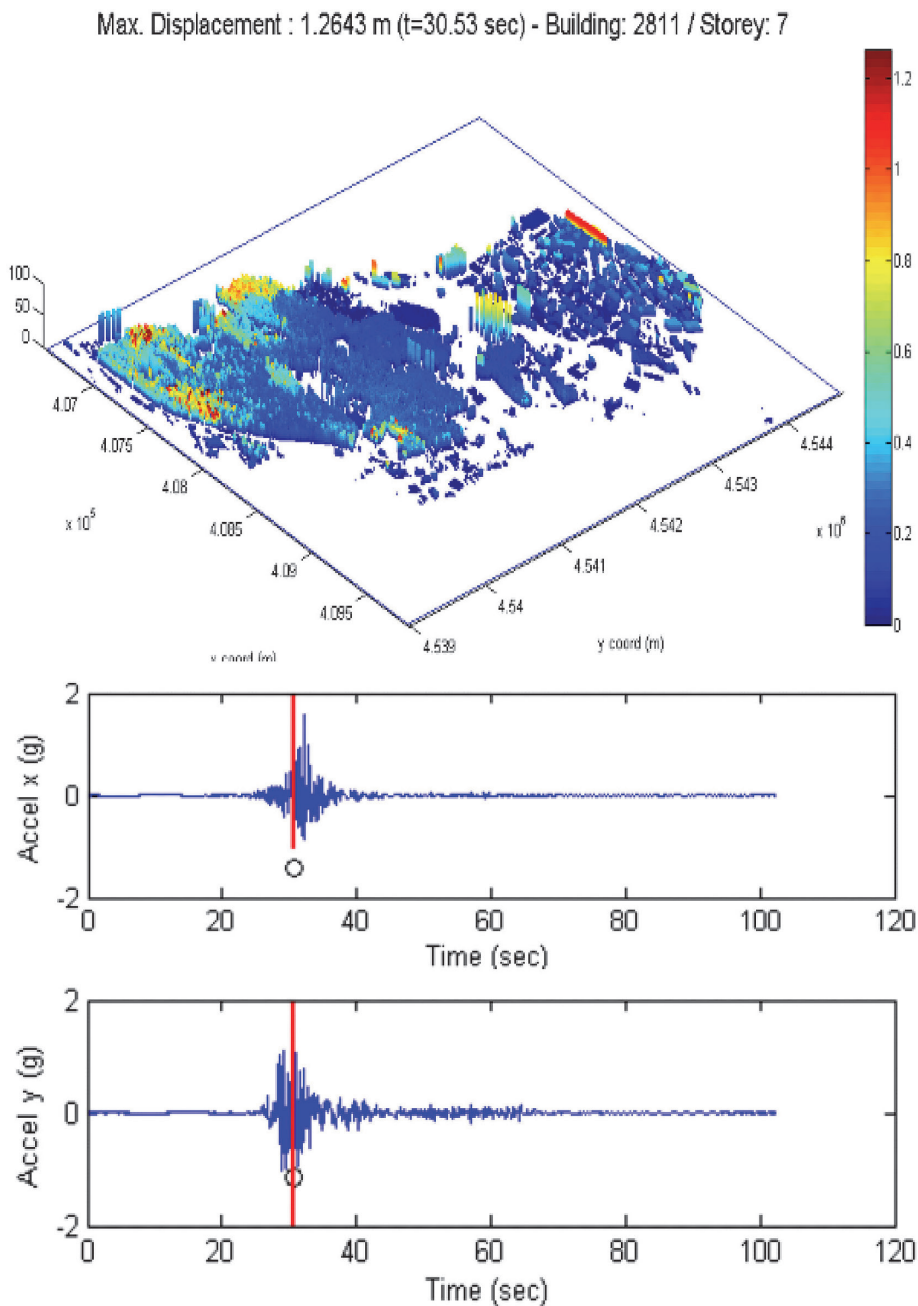 Max. Displacement : 1.2643 m (t=30.53 sec) - Building: 2811 / Storey: 7
1.2
1
0.8
0.6
0.4
0.2
0
100
50
0
4.07
4.075
4.08
4.085
4.09
4.095
x 10^5
x coord (m)
4.539
4.54
4.541
4.542
4.543
4.544
x 10^6
y coord (m)
2
0
-2
Accel x (g)
0 20 40 60 80 100 120
Time (sec)
2
0
-2
Accel y (g)
0 20 40 60 80 100 120
Time (sec)